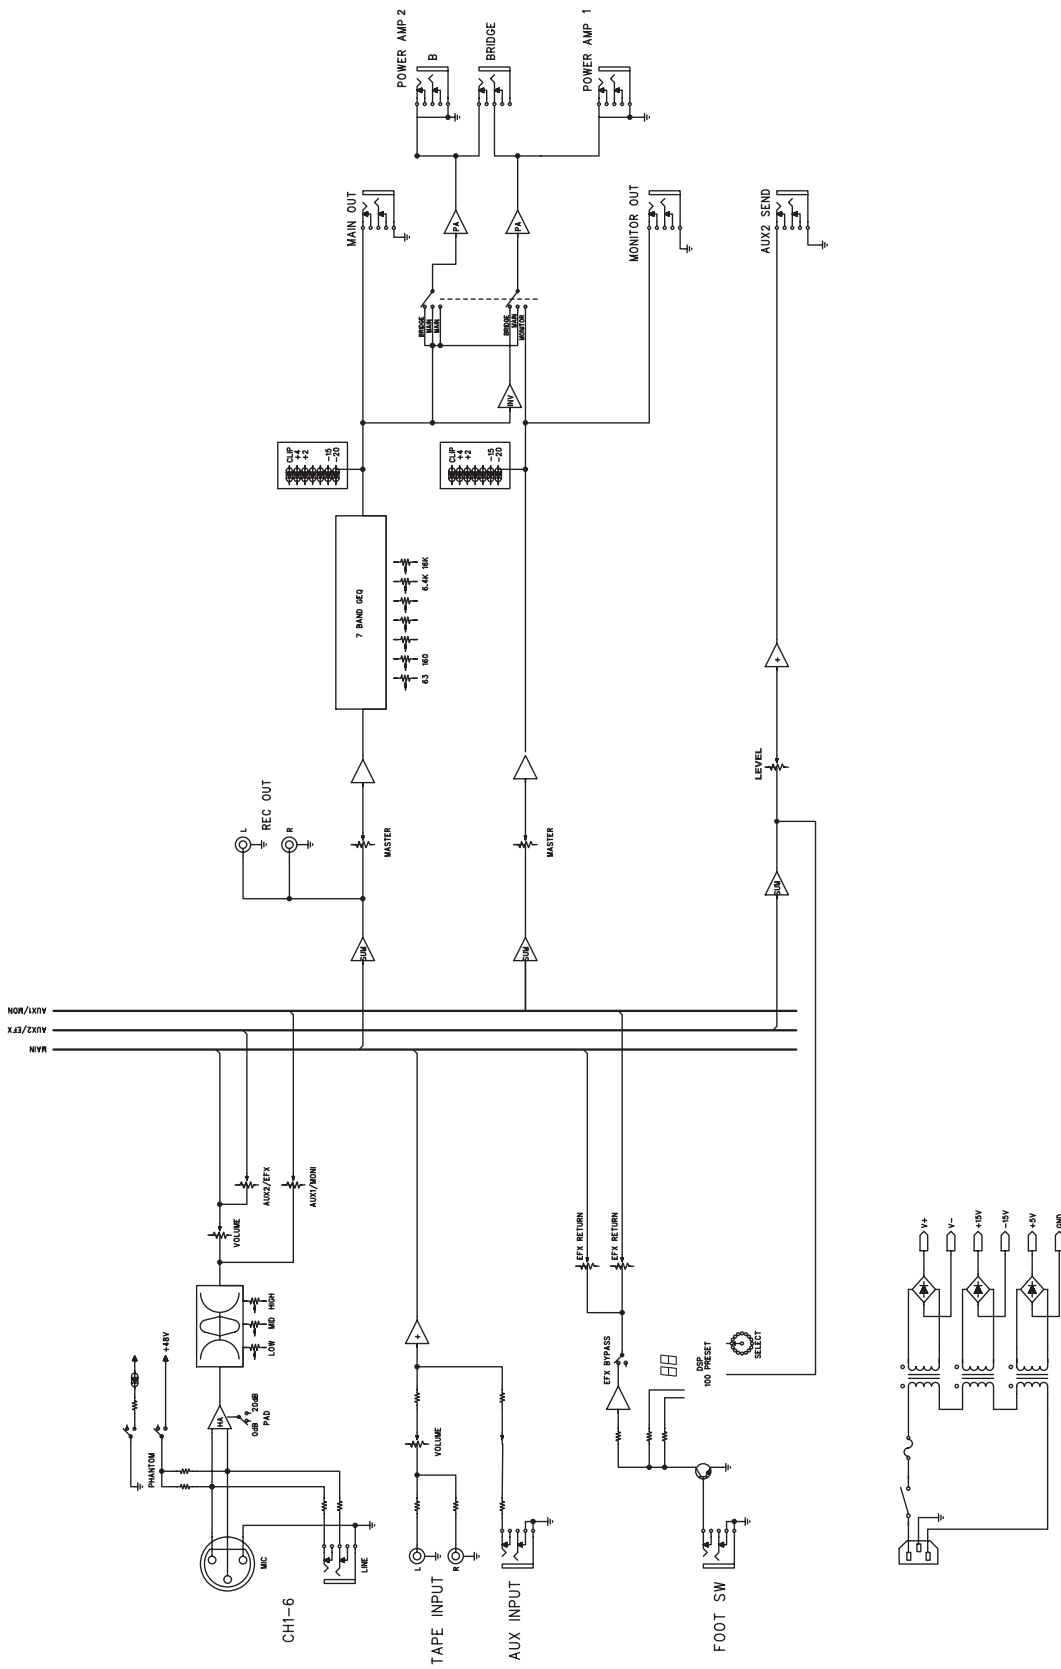 CH1-6
MIC
LINE
PHANTOM
+48V
HA
0dB
20dB
PAD
LOW
MID
HIGH
VOLUME
AUX2/EFX
AUX1/MONI
MAIN
AUX2/EFX
AUX1/MON
TAPE INPUT
L
R
VOLUME
+
AUX INPUT
FOOT SW
EFX BYPASS
EFX RETURN
EFX RETURN
DSP
100 PRESET
SELECT
SUM
REC OUT
L
R
MASTER
7 BAND GEQ
63
160
6.4K
16K
CLIP
+4
+2
-15
-20
SUM
MASTER
CLIP
+4
+2
-15
-20
SUM
LEVEL
+
INV
BRIDGE
MAIN
MAIN
BRIDGE
MAIN
MONITOR
PA
PA
MAIN OUT
POWER AMP 2
B
BRIDGE
POWER AMP 1
MONITOR OUT
AUX2 SEND
V+
V-
+15V
-15V
+5V
GND